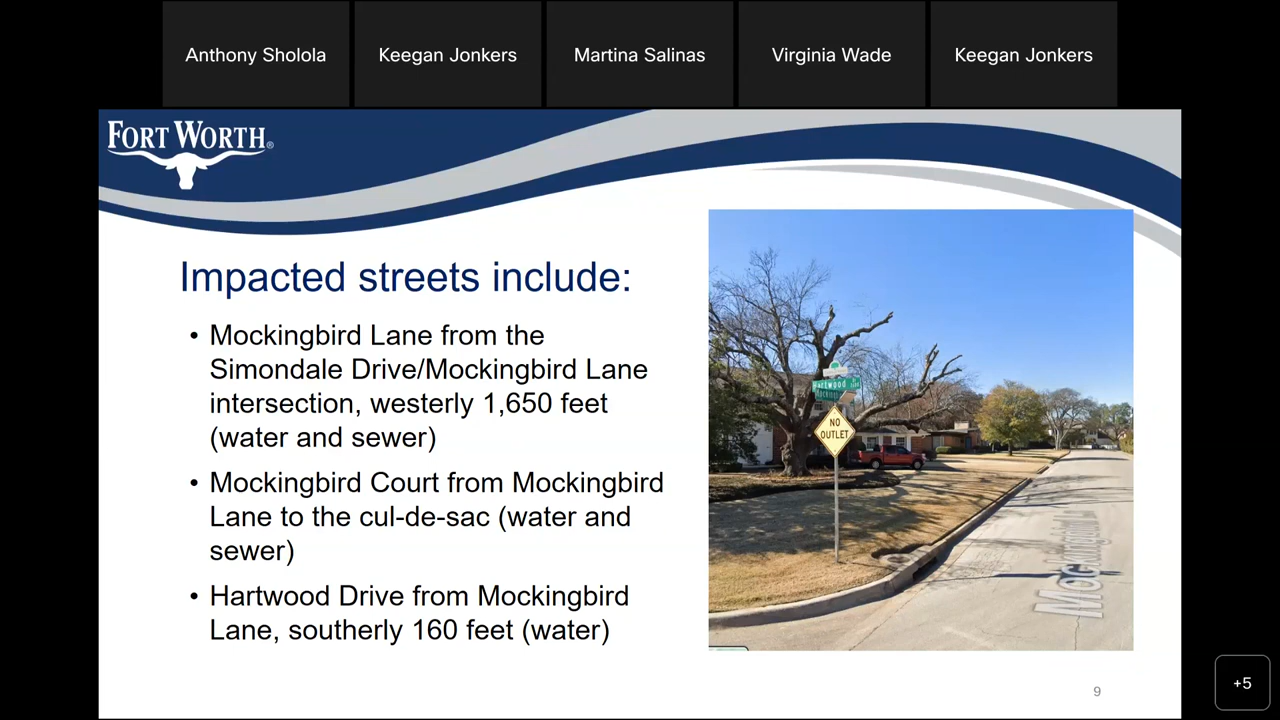 Anthony Sholola
Keegan Jonkers
Martina Salinas
Virginia Wade
Keegan Jonkers
FORT WORTH®
Impacted streets include:
• Mockingbird Lane from the
Simondale Drive/Mockingbird Lane
intersection, westerly 1,650 feet
(water and sewer)
• Mockingbird Court from Mockingbird
Lane to the cul-de-sac (water and
sewer)
• Hartwood Drive from Mockingbird
Lane, southerly 160 feet (water)
Hartwood
NO
OUTLET
9
+5